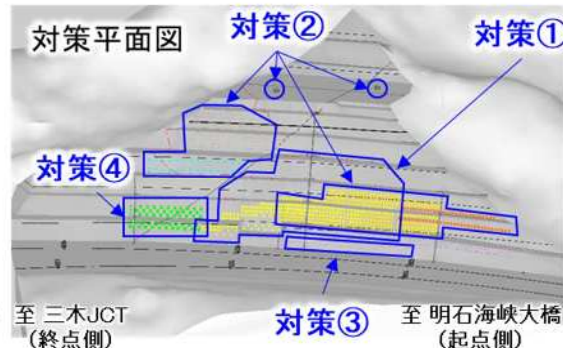 対策平面図
対策②
対策①
対策④
対策③
至 三木JCT
(終点側)
至 明石海峡大橋
(起点側)